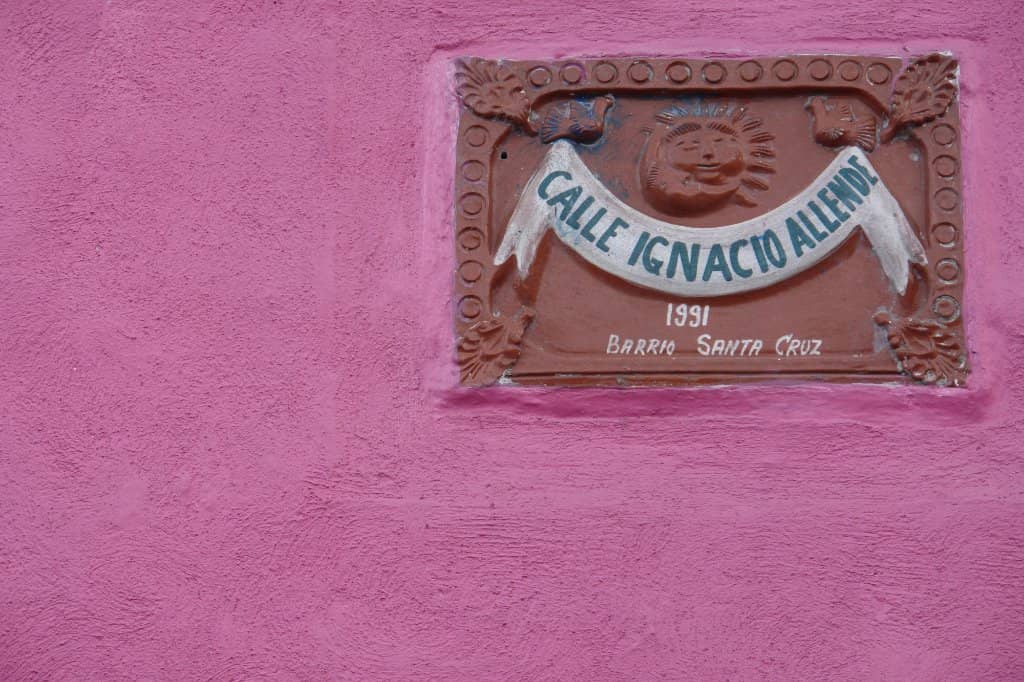 CALLE IGNACIO ALLENDE
1991
BARRIO SANTA CRUZ